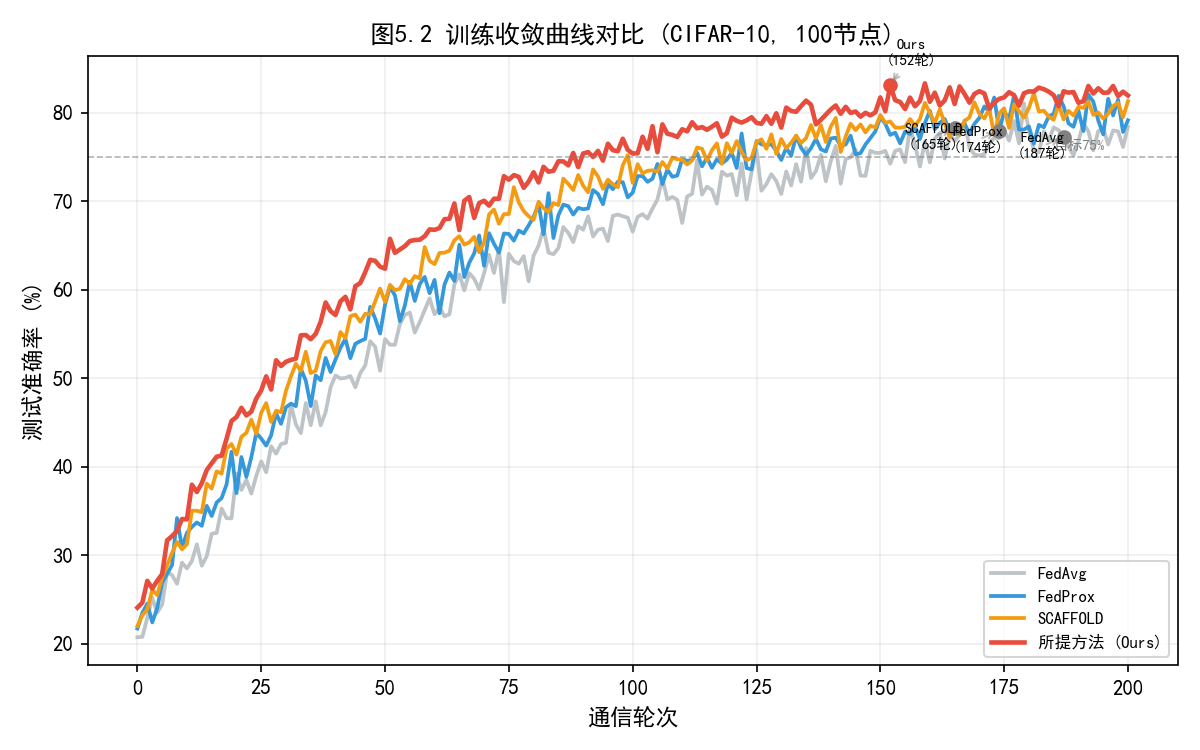 图5.2 训练收敛曲线对比 (CIFAR-10, 100节点)
Ours
(152轮)
SCAFFOLD
(165轮)
FedProx
(174轮)
FedAvg
(187轮)
标75%
测试准确率 (%)
80
70
60
50
40
30
20
0
25
50
75
100
125
150
175
200
通信轮次
FedAvg
FedProx
SCAFFOLD
所提方法 (Ours)